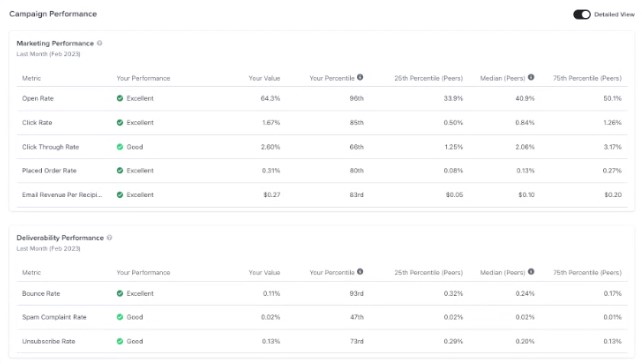 Campaign Performance
Detailed View
Marketing Performance
Last Month (Feb 2023)
Metric Your Performance Your Value Your Percentile 25th Percentile (Peers) Median (Peers) 75th Percentile (Peers)
Open Rate Excellent 64.3% 96th 33.9% 40.9% 50.1%
Click Rate Excellent 1.67% 85th 0.50% 0.84% 1.26%
Click Through Rate Good 2.60% 66th 1.25% 2.06% 3.17%
Placed Order Rate Excellent 0.31% 80th 0.08% 0.13% 0.27%
Email Revenue Per Recipi... Excellent $0.27 83rd $0.05 $0.10 $0.20
Deliverability Performance
Last Month (Feb 2023)
Metric Your Performance Your Value Your Percentile 25th Percentile (Peers) Median (Peers) 75th Percentile (Peers)
Bounce Rate Excellent 0.11% 93rd 0.32% 0.24% 0.17%
Spam Complaint Rate Good 0.02% 47th 0.02% 0.02% 0.01%
Unsubscribe Rate Good 0.13% 73rd 0.29% 0.20% 0.13%